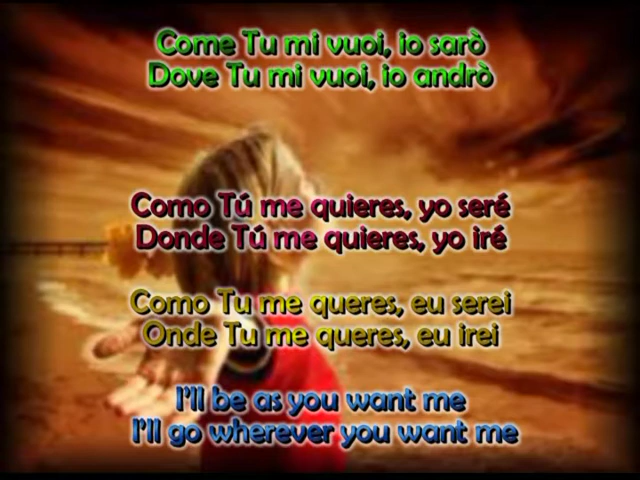 Come Tu mi vuoi, io sarò
Dove Tu mi vuoi, io andrò
Como Tú me quieres, yo seré
Donde Tú me quieres, yo iré
Como Tu me queres, eu serei
Onde Tu me queres, eu irei
I'll be as you want me
I'll go wherever you want me